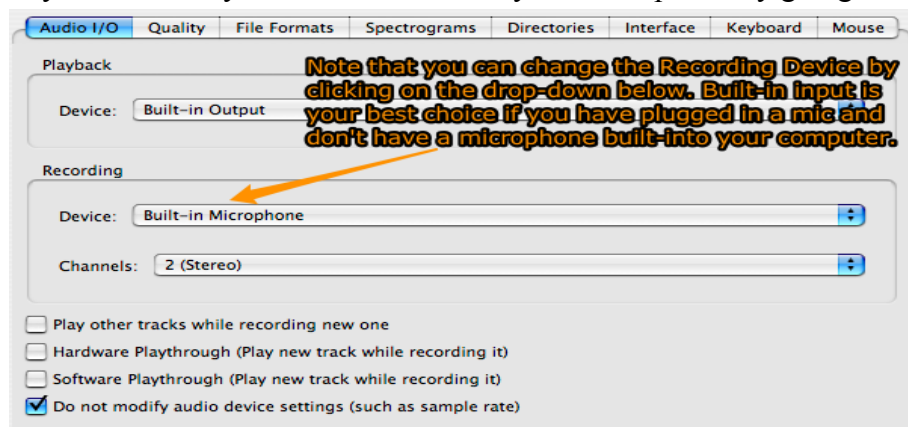 Audio I/O Quality File Formats Spectrograms Directories Interface Keyboard Mouse
Playback
Note that you can change the Recording Device by
clicking on the drop-down below. Built-in input is
your best choice if you have plugged in a mic and
don't have a microphone built-into your computer.
Device: Built-in Output
Recording
Device: Built-in Microphone
Channels: 2 (Stereo)
Play other tracks while recording new one
Hardware Playthrough (Play new track while recording it)
Software Playthrough (Play new track while recording it)
Do not modify audio device settings (such as sample rate)